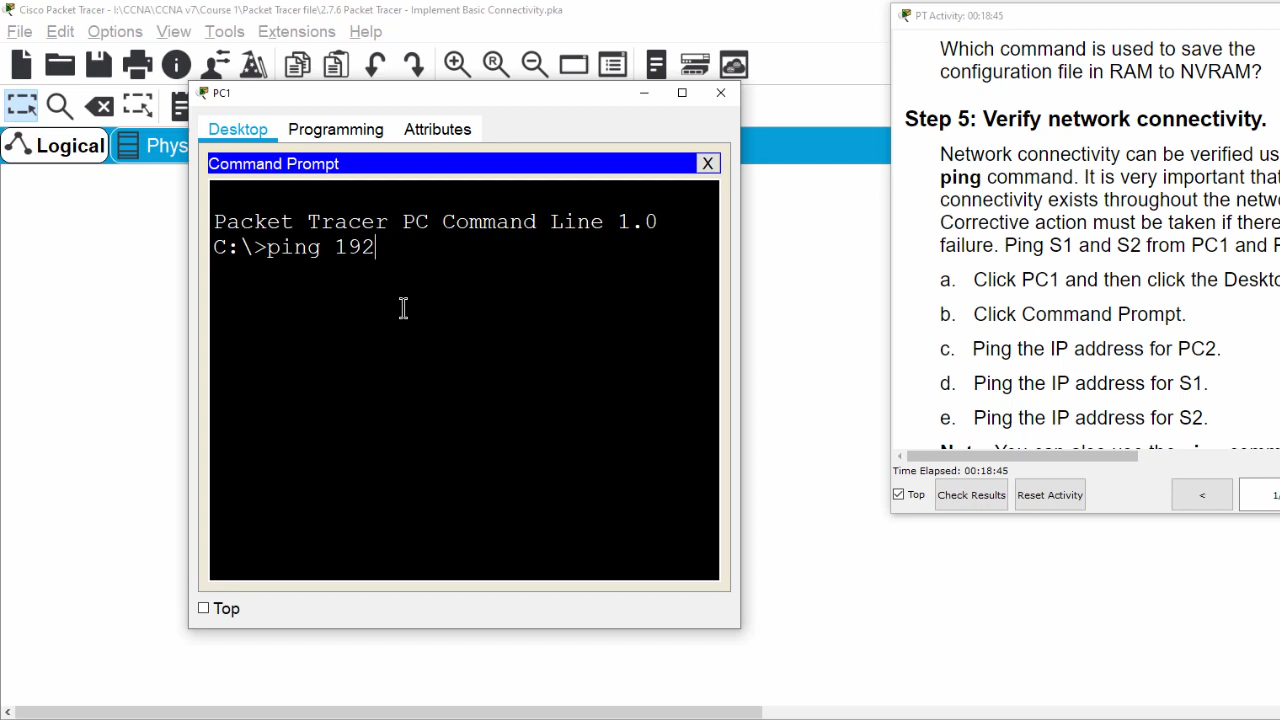 Cisco Packet Tracer - I:\CCNA\CCNA v7\Course 1\Packet Tracer file\2.7.6 Packet Tracer - Implement Basic Connectivity.pka
File Edit Options View Tools Extensions Help
Logical
Phys
PC1
Desktop Programming Attributes
Command Prompt X
Packet Tracer PC Command Line 1.0
C:\>ping 192
Top
PT Activity: 00:18:45
Which command is used to save the
configuration file in RAM to NVRAM?
Step 5: Verify network connectivity.
Network connectivity can be verified us
ping command. It is very important that
connectivity exists throughout the netwo
Corrective action must be taken if there
failure. Ping S1 and S2 from PC1 and P
a. Click PC1 and then click the Deskto
b. Click Command Prompt.
c. Ping the IP address for PC2.
d. Ping the IP address for S1.
e. Ping the IP address for S2.
Time Elapsed: 00:18:45
Top Check Results Reset Activity < 1/